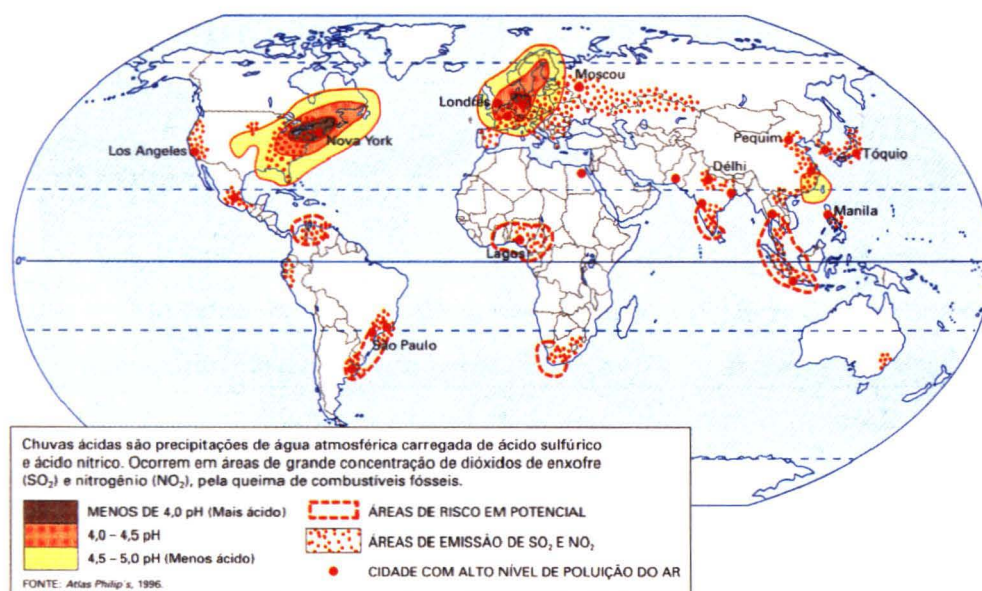 Moscou
Londres
Nova York
Los Angeles
Pequim
Tóquio
Délhi
Manila
Lagos
0°
São Paulo
Chuvas ácidas são precipitações de água atmosférica carregada de ácido sulfúrico
e ácido nítrico. Ocorrem em áreas de grande concentração de dióxidos de enxofre
(SO₂) e nitrogênio (NO₂), pela queima de combustíveis fósseis.
MENOS DE 4,0 pH (Mais ácido)
4,0 – 4,5 pH
4,5 – 5,0 pH (Menos ácido)
ÁREAS DE RISCO EM POTENCIAL
ÁREAS DE EMISSÃO DE SO₂ E NO₂
CIDADE COM ALTO NÍVEL DE POLUIÇÃO DO AR
FONTE: Atlas Philip's, 1996.